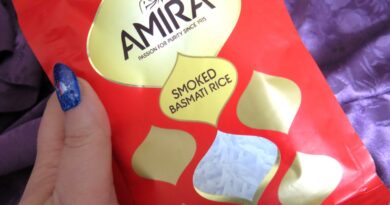 AMIRA
PASSION FOR PURITY SINCE 1915
SMOKED
BASMATI RICE